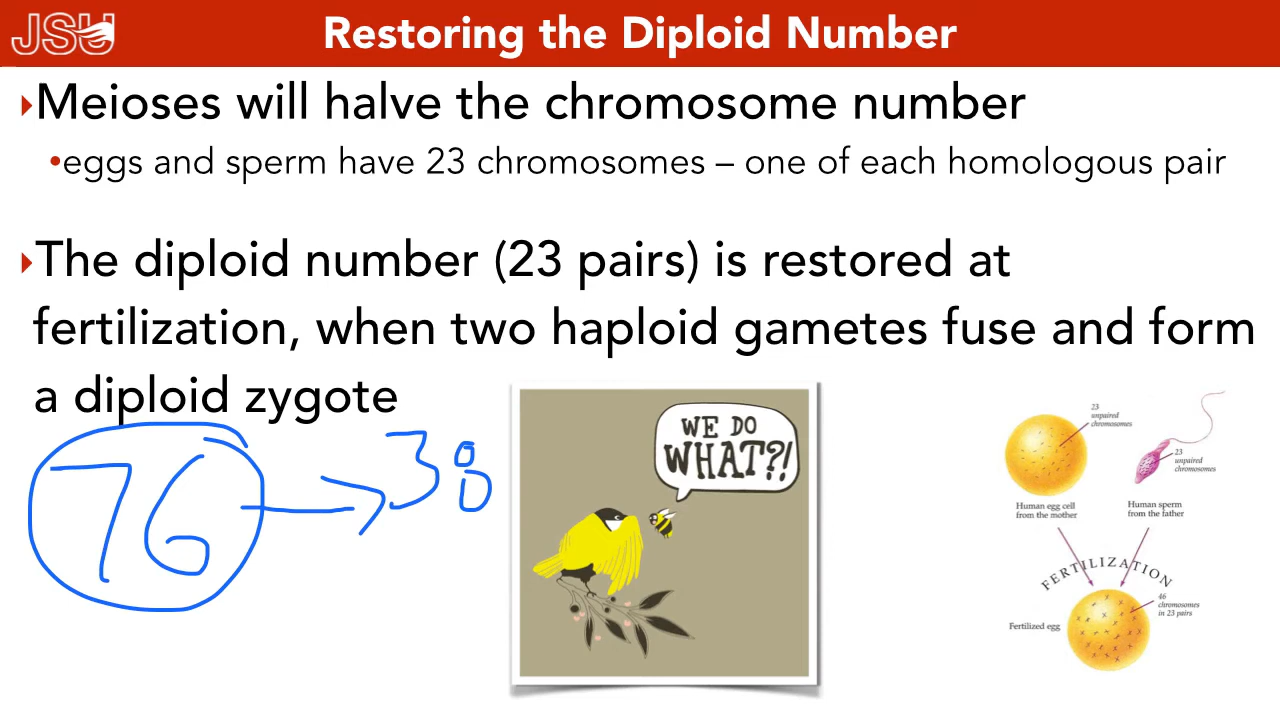 JSU
Restoring the Diploid Number
Meioses will halve the chromosome number
•eggs and sperm have 23 chromosomes – one of each homologous pair
The diploid number (23 pairs) is restored at
fertilization, when two haploid gametes fuse and form
a diploid zygote
76 → 38
WE DO
WHAT?!
23
unpaired
chromosomes
23
unpaired
chromosomes
Human egg cell
from the mother
Human sperm
from the father
FERTILIZATION
46
chromosomes
in 23 pairs
Fertilized egg